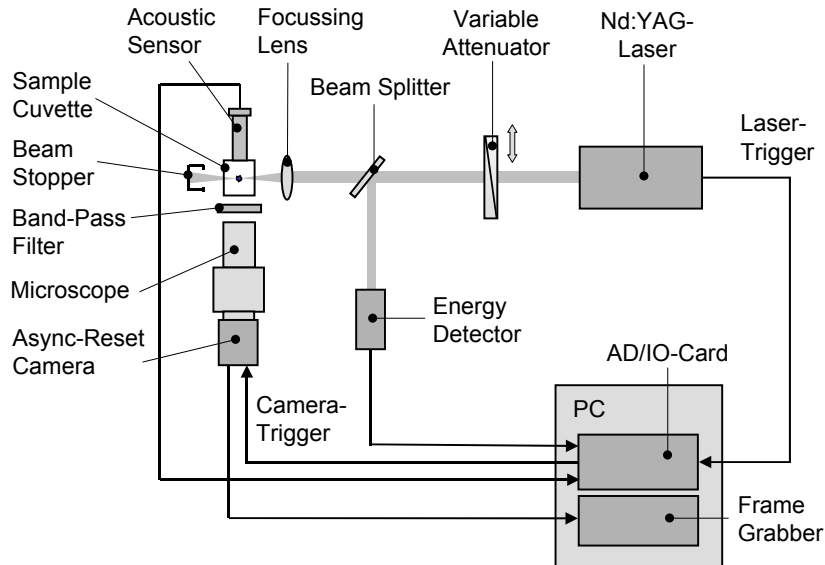 Acoustic
Sensor
Focussing
Lens
Variable
Attenuator
Nd:YAG-
Laser
Sample
Cuvette
Beam Splitter
Beam
Stopper
Laser-
Trigger
Band-Pass
Filter
Microscope
Energy
Detector
Async-Reset
Camera
AD/IO-Card
Camera-
Trigger
PC
Frame
Grabber